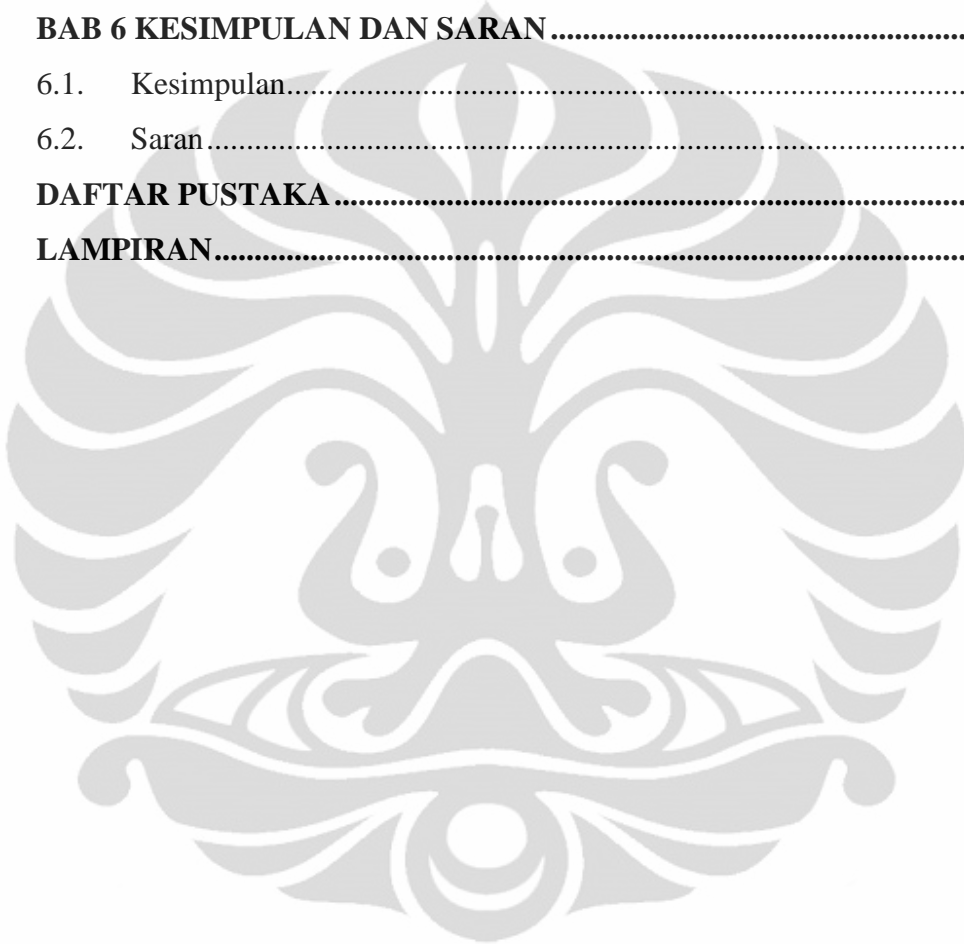 BAB 6 KESIMPULAN DAN SARAN................................................................
6.1. Kesimpulan......................................................................................................
6.2. Saran................................................................................................................
DAFTAR PUSTAKA................................................................................................
LAMPIRAN...............................................................................................................